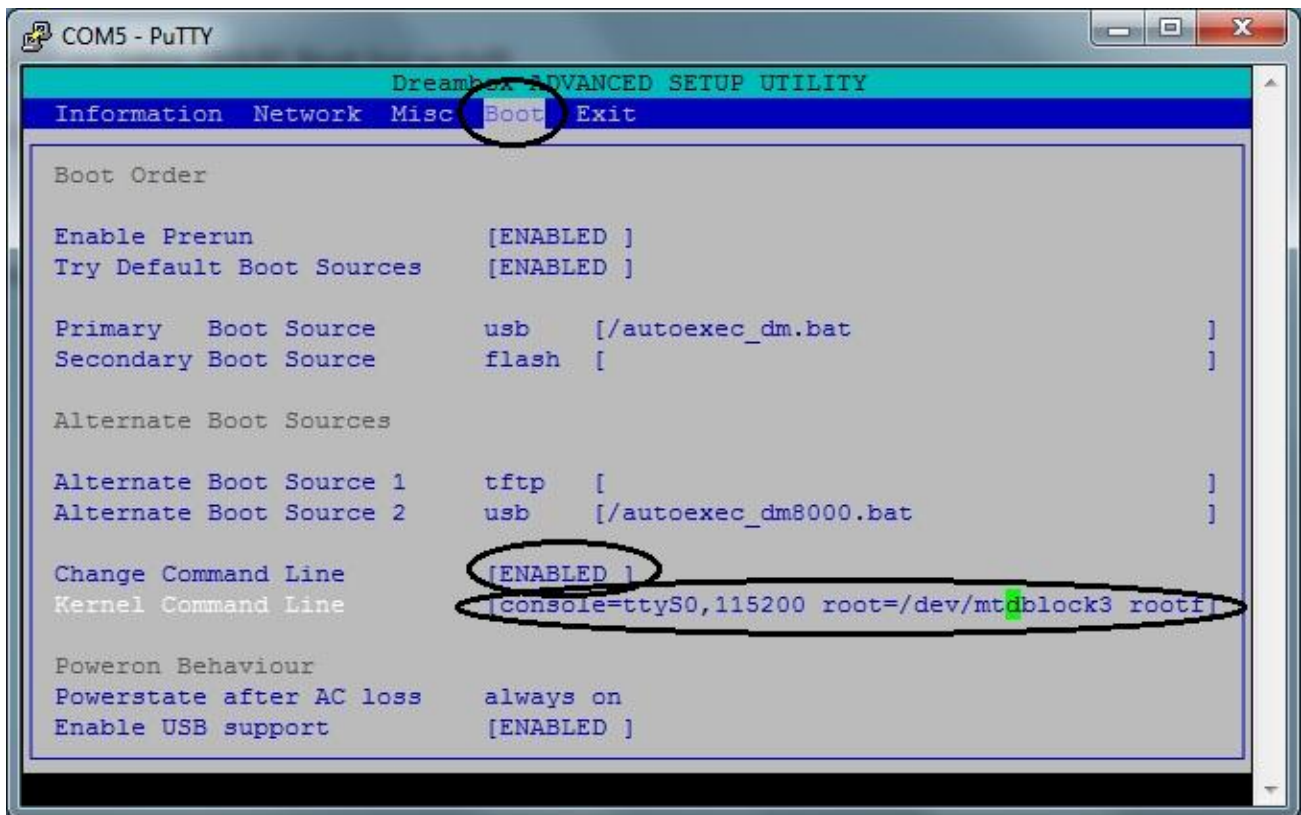 COM5 - PuTTY
Dreambox ADVANCED SETUP UTILITY
Information Network Misc Boot Exit
Boot Order
Enable Prerun [ENABLED ]
Try Default Boot Sources [ENABLED ]
Primary Boot Source usb [/autoexec_dm.bat ]
Secondary Boot Source flash [ ]
Alternate Boot Sources
Alternate Boot Source 1 tftp [ ]
Alternate Boot Source 2 usb [/autoexec_dm8000.bat ]
Change Command Line [ENABLED ]
Kernel Command Line [console=ttyS0,115200 root=/dev/mtdblock3 rootf]
Poweron Behaviour
Powerstate after AC loss always on
Enable USB support [ENABLED ]